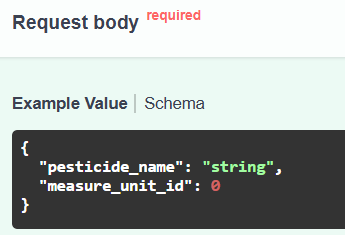 Request body required
Example Value | Schema
{
  "pesticide_name": "string",
  "measure_unit_id": 0
}